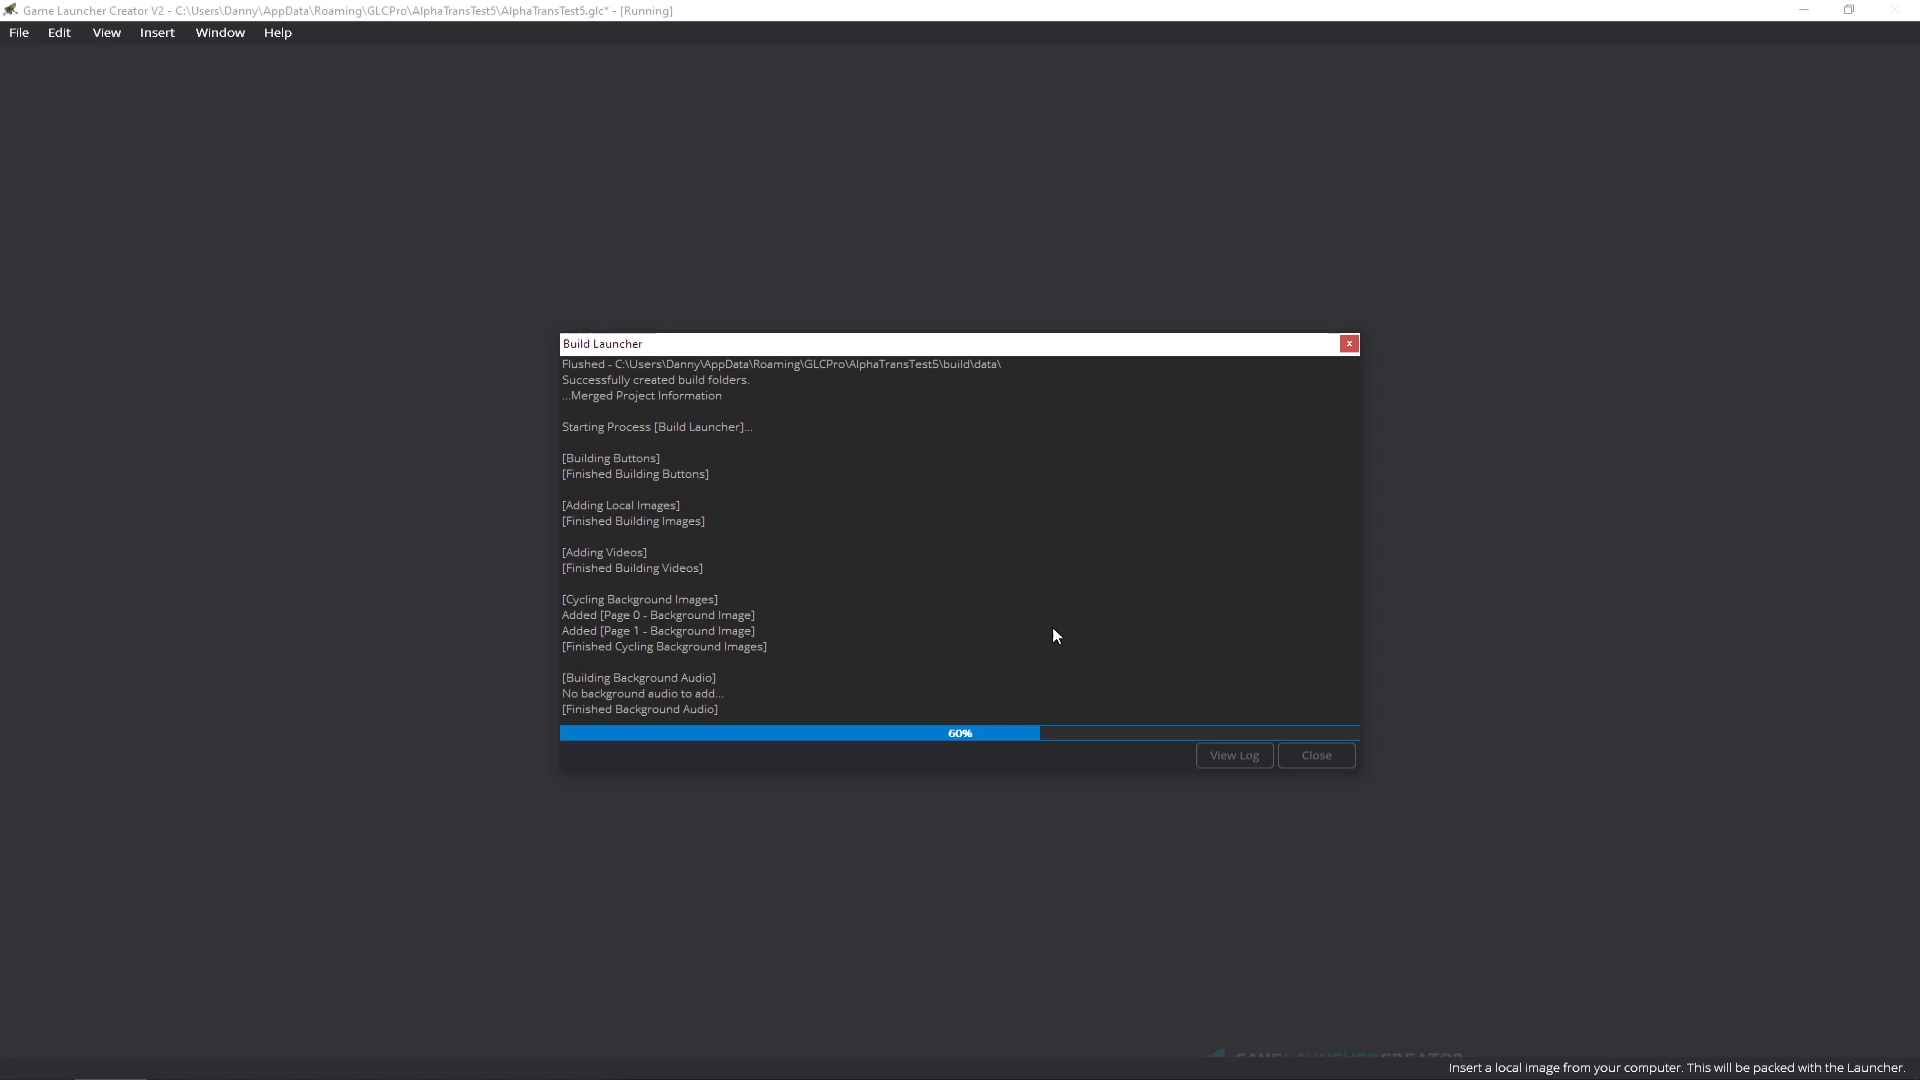 Game Launcher Creator V2 - C:\Users\Danny\AppData\Roaming\GLCPro\AlphaTransTest5\AlphaTransTest5.glc* - [Running]
File Edit View Insert Window Help
Build Launcher
x
Flushed - C:\Users\Danny\AppData\Roaming\GLCPro\AlphaTransTest5\build\data\
Successfully created build folders.
...Merged Project Information
Starting Process [Build Launcher]...
[Building Buttons]
[Finished Building Buttons]
[Adding Local Images]
[Finished Building Images]
[Adding Videos]
[Finished Building Videos]
[Cycling Background Images]
Added [Page 0 - Background Image]
Added [Page 1 - Background Image]
[Finished Cycling Background Images]
[Building Background Audio]
No background audio to add...
[Finished Background Audio]
60%
View Log Close
GAMELAUNCHERCREATOR
Insert a local image from your computer. This will be packed with the Launcher.